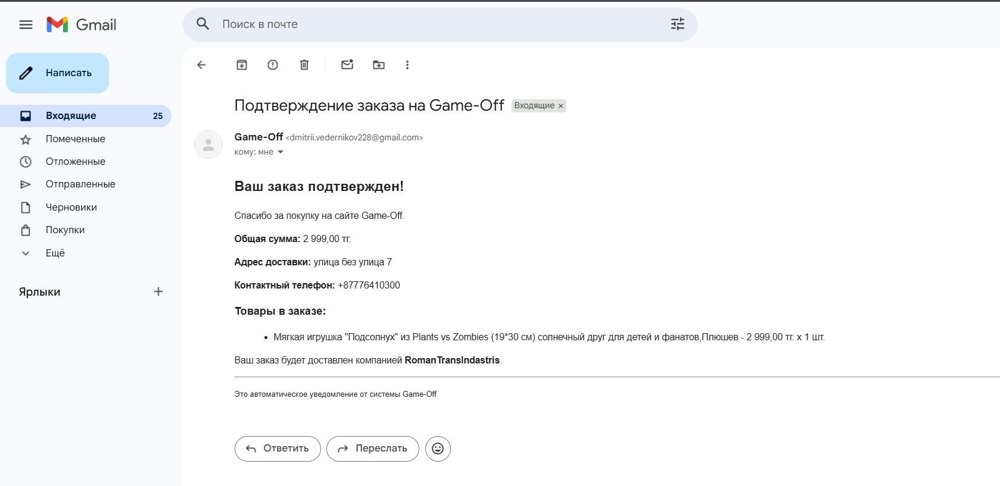 Gmail
Поиск в почте
Написать
Входящие 25
Помеченные
Отложенные
Отправленные
Черновики
Покупки
Ещё
Ярлыки
Подтверждение заказа на Game-Off Входящие ×
Game-Off <dmitrii.vedernikov228@gmail.com>
кому: мне
Ваш заказ подтвержден!
Спасибо за покупку на сайте Game-Off.
Общая сумма: 2 999,00 тг.
Адрес доставки: улица без улица 7
Контактный телефон: +87776410300
Товары в заказе:
• Мягкая игрушка "Подсолнух" из Plants vs Zombies (19*30 см) солнечный друг для детей и фанатов,Плюшев - 2 999,00 тг. x 1 шт.
Ваш заказ будет доставлен компанией RomanTransIndastris.
Это автоматическое уведомление от системы Game-Off
Ответить
Переслать